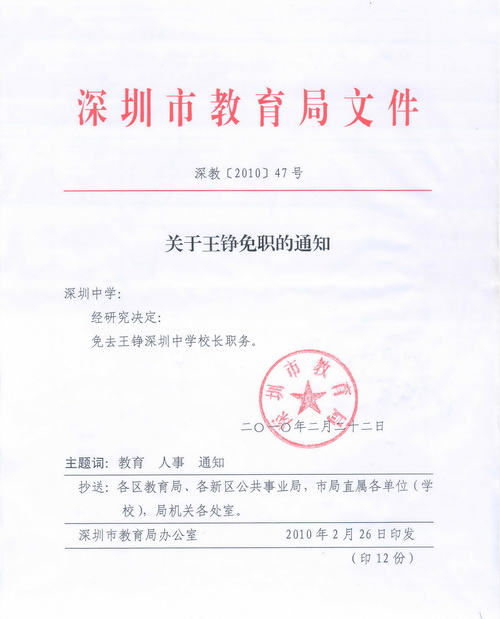 深圳市教育局文件
深教〔2010〕47号
关于王铮免职的通知
深圳中学：
经研究决定：
免去王铮深圳中学校长职务。
深圳市教育局
二〇一〇年二月二十二日
主题词：教育 人事 通知
抄送：各区教育局、各新区公共事业局，市局直属各单位（学
校），局机关各处室。
深圳市教育局办公室 2010年2月26日印发
（印12份）